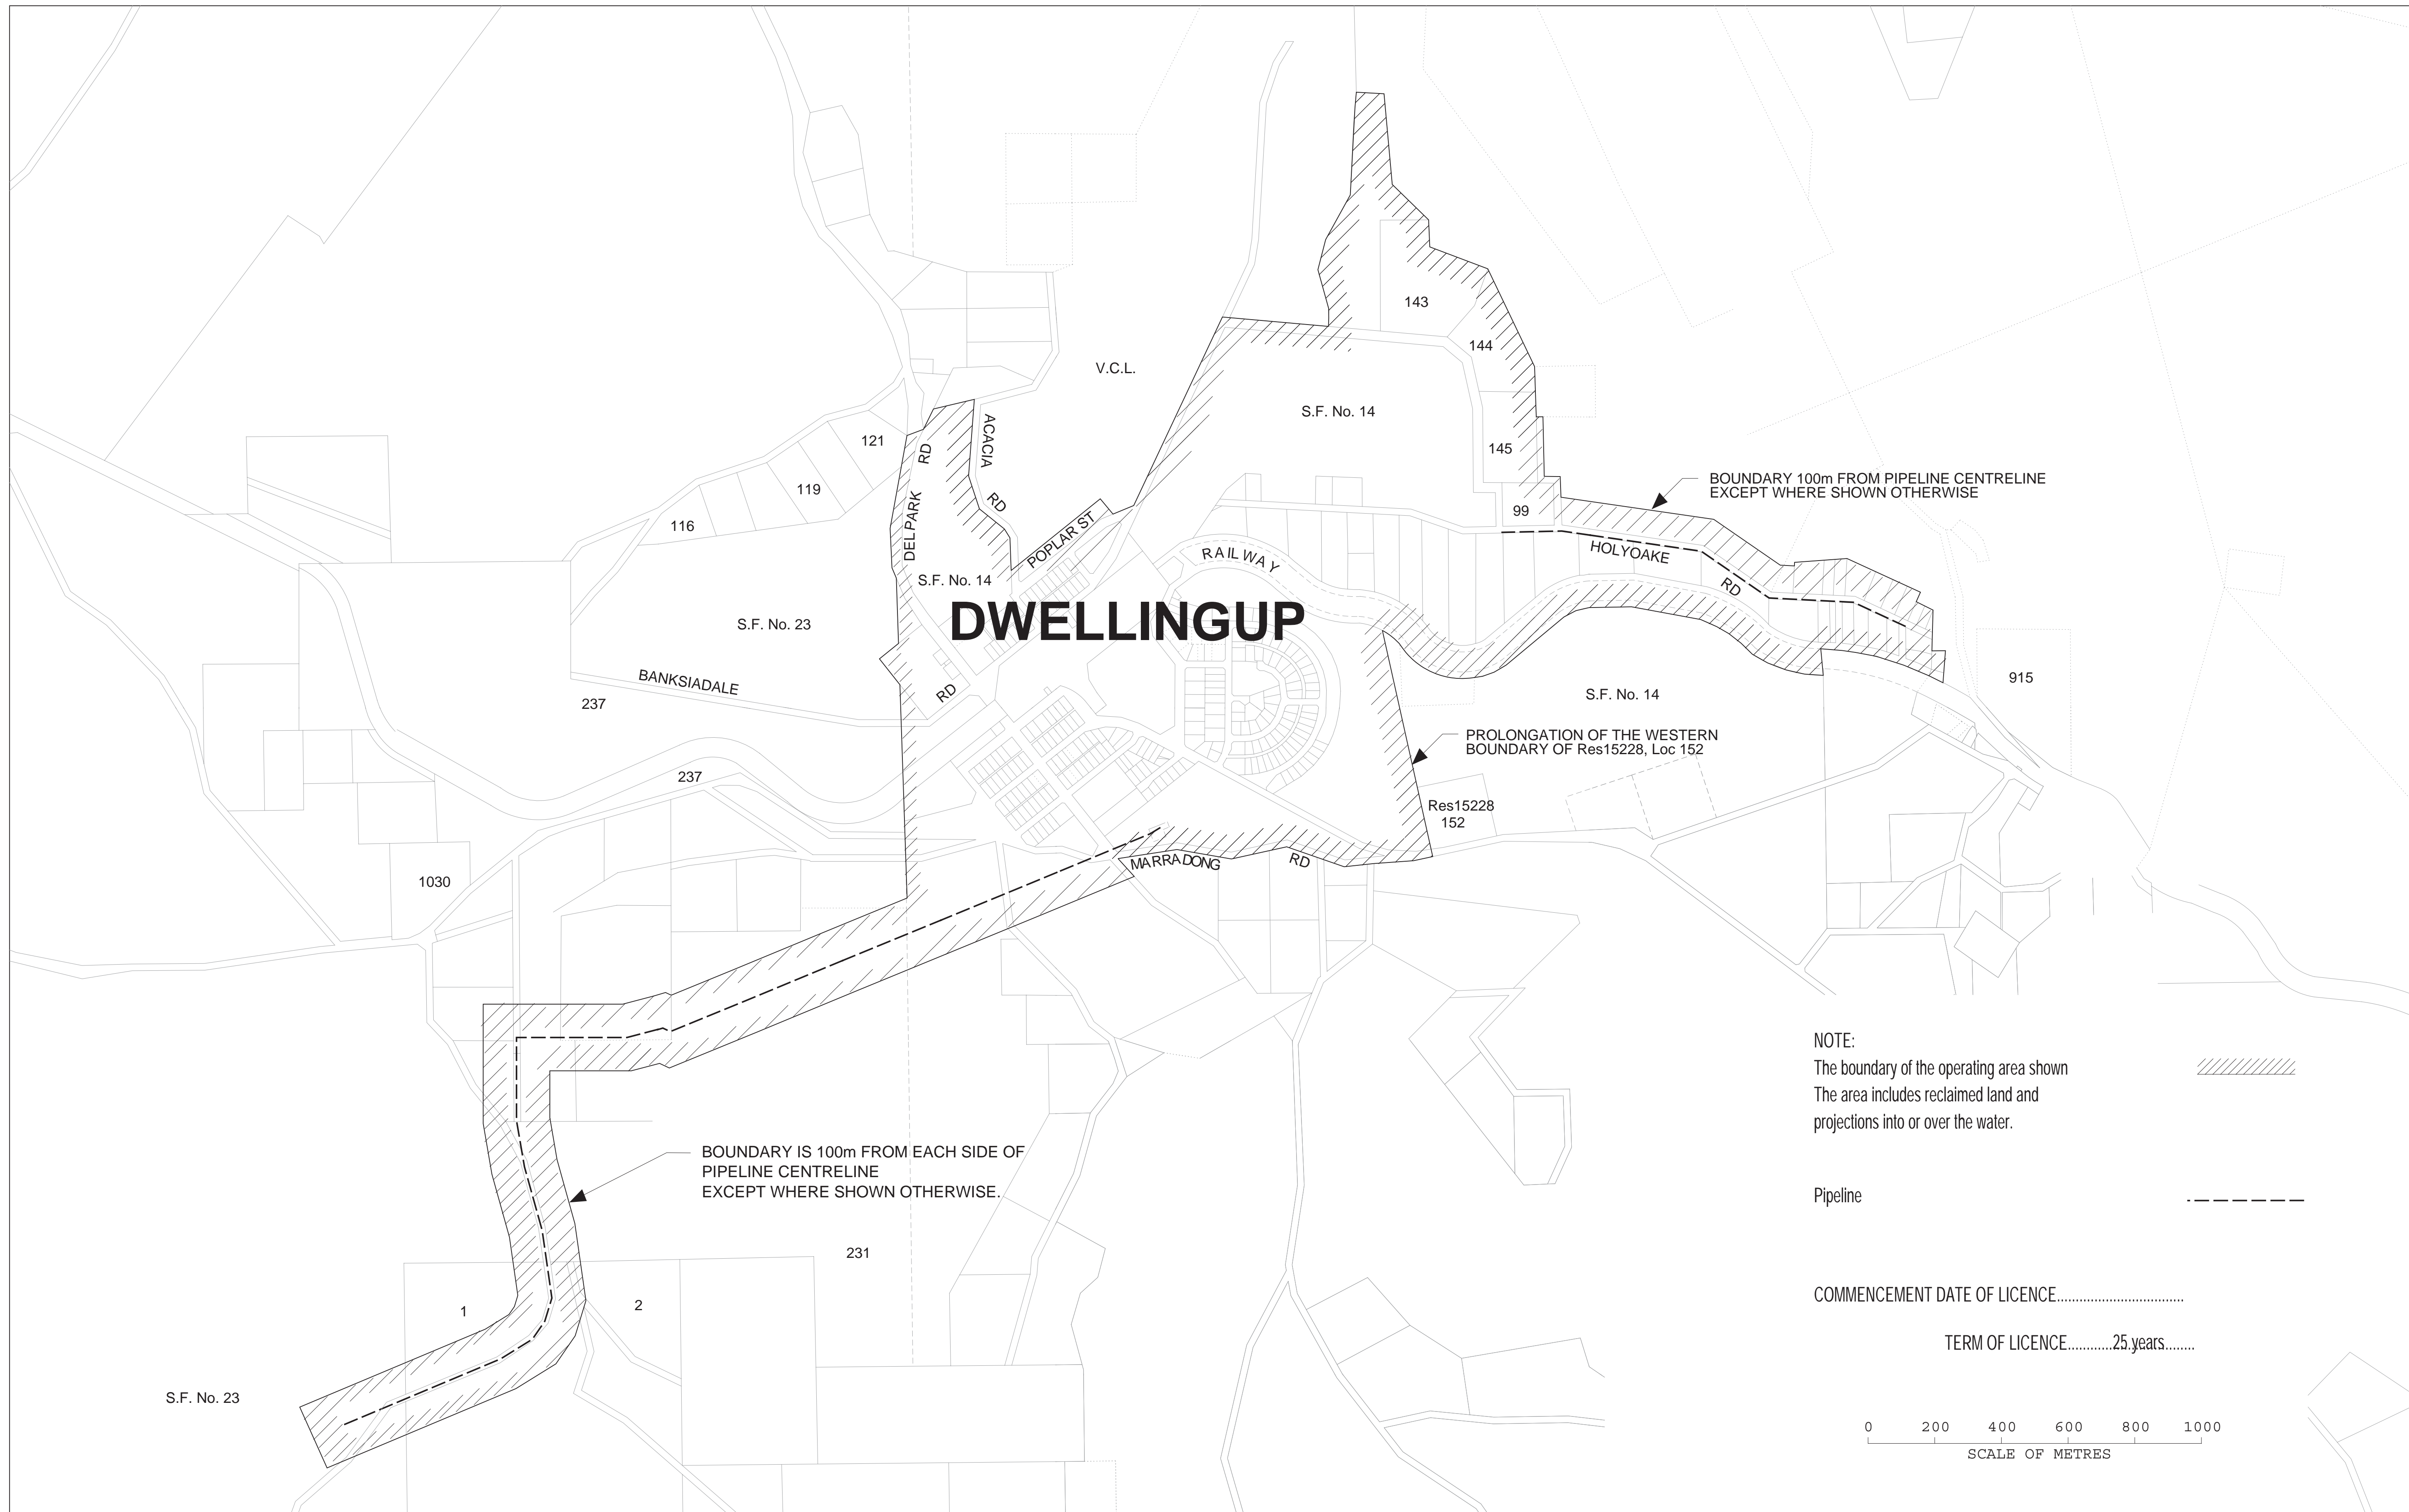 143
144
V.C.L.
S.F. No. 14
121
ACACIA
RD
RD
145
119
BOUNDARY 100m FROM PIPELINE CENTRELINE
EXCEPT WHERE SHOWN OTHERWISE
99
116
DELPARK
POPLAR ST
RAILWAY
HOLYOAKE
RD
S.F. No. 14
DWELLINGUP
S.F. No. 23
BANKSIADALE
RD
237
915
S.F. No. 14
PROLONGATION OF THE WESTERN
BOUNDARY OF Res15228, Loc 152
237
Res15228
152
MARRADONG
RD
1030
NOTE:
The boundary of the operating area shown
The area includes reclaimed land and
projections into or over the water.
BOUNDARY IS 100m FROM EACH SIDE OF
PIPELINE CENTRELINE
EXCEPT WHERE SHOWN OTHERWISE.
Pipeline
231
1
2
COMMENCEMENT DATE OF LICENCE..................................
TERM OF LICENCE............25 years........
S.F. No. 23
0 200 400 600 800 1000
SCALE OF METRES